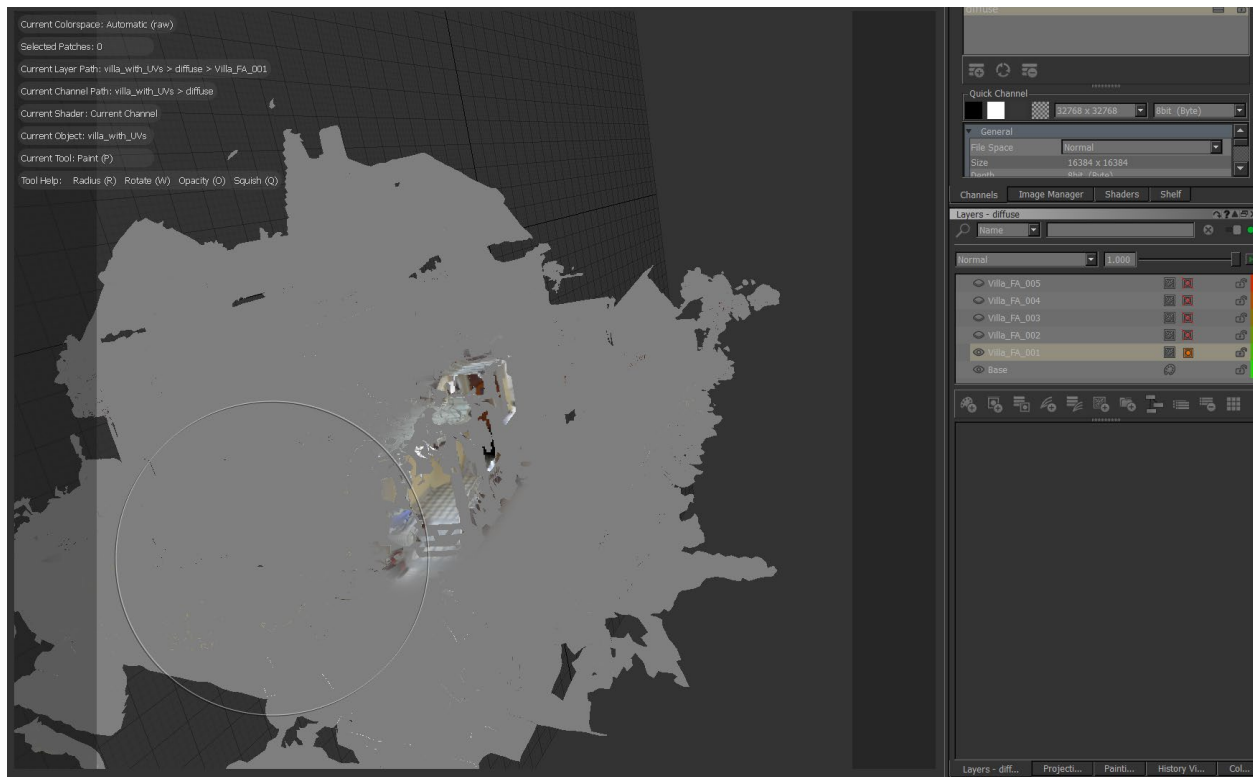 Current Colorspace: Automatic (raw)
Selected Patches: 0
Current Layer Path: villa_with_UVs > diffuse > Villa_FA_001
Current Channel Path: villa_with_UVs > diffuse
Current Shader: Current Channel
Current Object: villa_with_UVs
Current Tool: Paint (P)
Tool Help: Radius (R) Rotate (W) Opacity (O) Squish (Q)
diffuse
Quick Channel
32768 x 32768 8bit (Byte)
General
File Space Normal
Size 16384 x 16384
Depth 8bit (Byte)
Channels Image Manager Shaders Shelf
Layers - diffuse
Name
Normal 1.000
Villa_FA_005
Villa_FA_004
Villa_FA_003
Villa_FA_002
Villa_FA_001
Base
Layers - diff... Projecti... Painti... History Vi... Col...